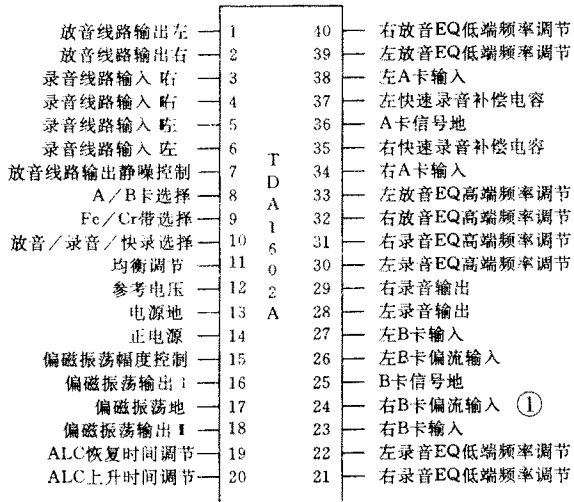 放音线路输出左 1
放音线路输出右 2
录音线路输入 右 3
录音线路输入 右 4
录音线路输入 左 5
录音线路输入 左 6
放音线路输出静噪控制 7
A/B卡选择 8
Fe/Cr带选择 9
放音/录音/快录选择 10
均衡调节 11
参考电压 12
电源地 13
正电源 14
偏磁振荡幅度控制 15
偏磁振荡输出 16
偏磁振荡地 17
偏磁振荡输出 18
ALC恢复时间调节 19
ALC上升时间调节 20
TDA1602A
40 右放音EQ低端频率调节
39 左放音EQ低端频率调节
38 左A卡输入
37 左快速录音补偿电容
36 A卡信号地
35 右快速录音补偿电容
34 右A卡输入
33 左放音EQ高端频率调节
32 右放音EQ高端频率调节
31 右录音EQ高端频率调节
30 左录音EQ高端频率调节
29 右录音输出
28 左录音输出
27 左B卡输入
26 左B卡偏流输入
25 B卡信号地
24 右B卡偏流输入 ①
23 右B卡输入
22 左录音EQ低端频率调节
21 右录音EQ低端频率调节